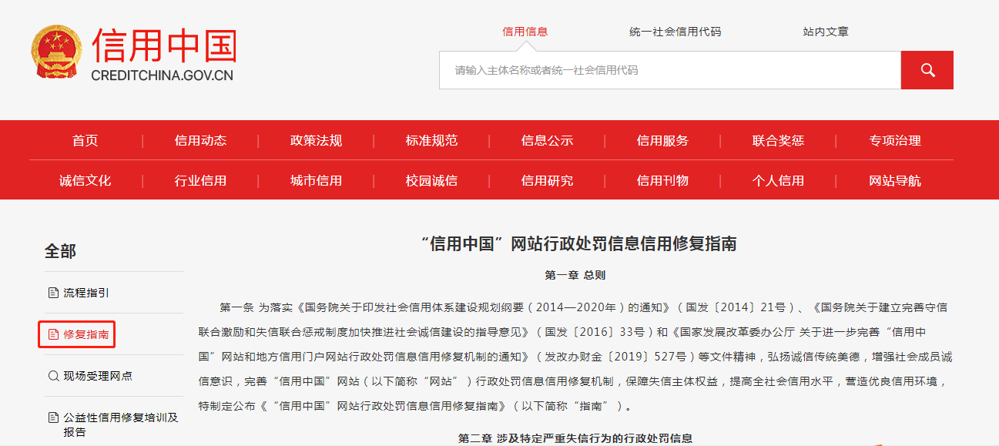 信用中国
CREDITCHINA.GOV.CN
信用信息 统一社会信用代码 站内文章
请输入主体名称或者统一社会信用代码
首页 | 信用动态 | 政策法规 | 标准规范 | 信息公示 | 信用服务 | 联合奖惩 | 专项治理
诚信文化 | 行业信用 | 城市信用 | 校园诚信 | 信用研究 | 信用刊物 | 个人信用 | 网站导航
全部
流程指引
修复指南
现场受理网点
公益性信用修复培训及
报告
“信用中国”网站行政处罚信息信用修复指南
第一章 总则
第一条 为落实《国务院关于印发社会信用体系建设规划纲要（2014—2020年）的通知》（国发〔2014〕21号）、《国务院关于建立完善守信
联合激励和失信联合惩戒制度加快推进社会诚信建设的指导意见》（国发〔2016〕33号）和《国家发展改革委办公厅 关于进一步完善“信用中
国”网站和地方信用门户网站行政处罚信息信用修复机制的通知》（发改办财金〔2019〕527号）等文件精神，弘扬诚信传统美德，增强社会成员诚
信意识，完善“信用中国”网站（以下简称“网站”）行政处罚信息信用修复机制，保障失信主体权益，提高全社会信用水平，营造优良信用环境，
特制定公布《“信用中国”网站行政处罚信息信用修复指南》（以下简称“指南”）。
第二章 涉及特定严重失信行为的行政处罚信息